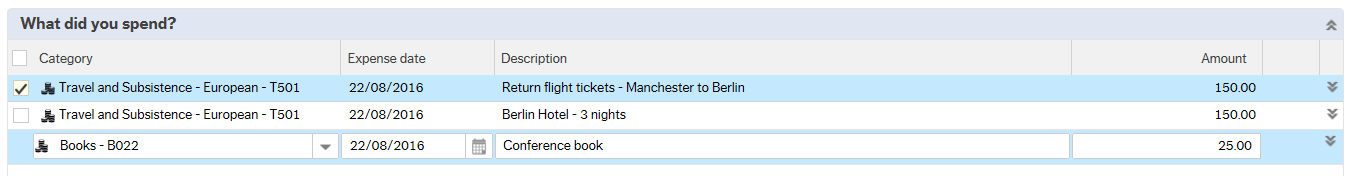 What did you spend?
Category Expense date Description Amount
Travel and Subsistence - European - T501 22/08/2016 Return flight tickets - Manchester to Berlin 150.00
Travel and Subsistence - European - T501 22/08/2016 Berlin Hotel - 3 nights 150.00
Books - B022 22/08/2016 Conference book 25.00